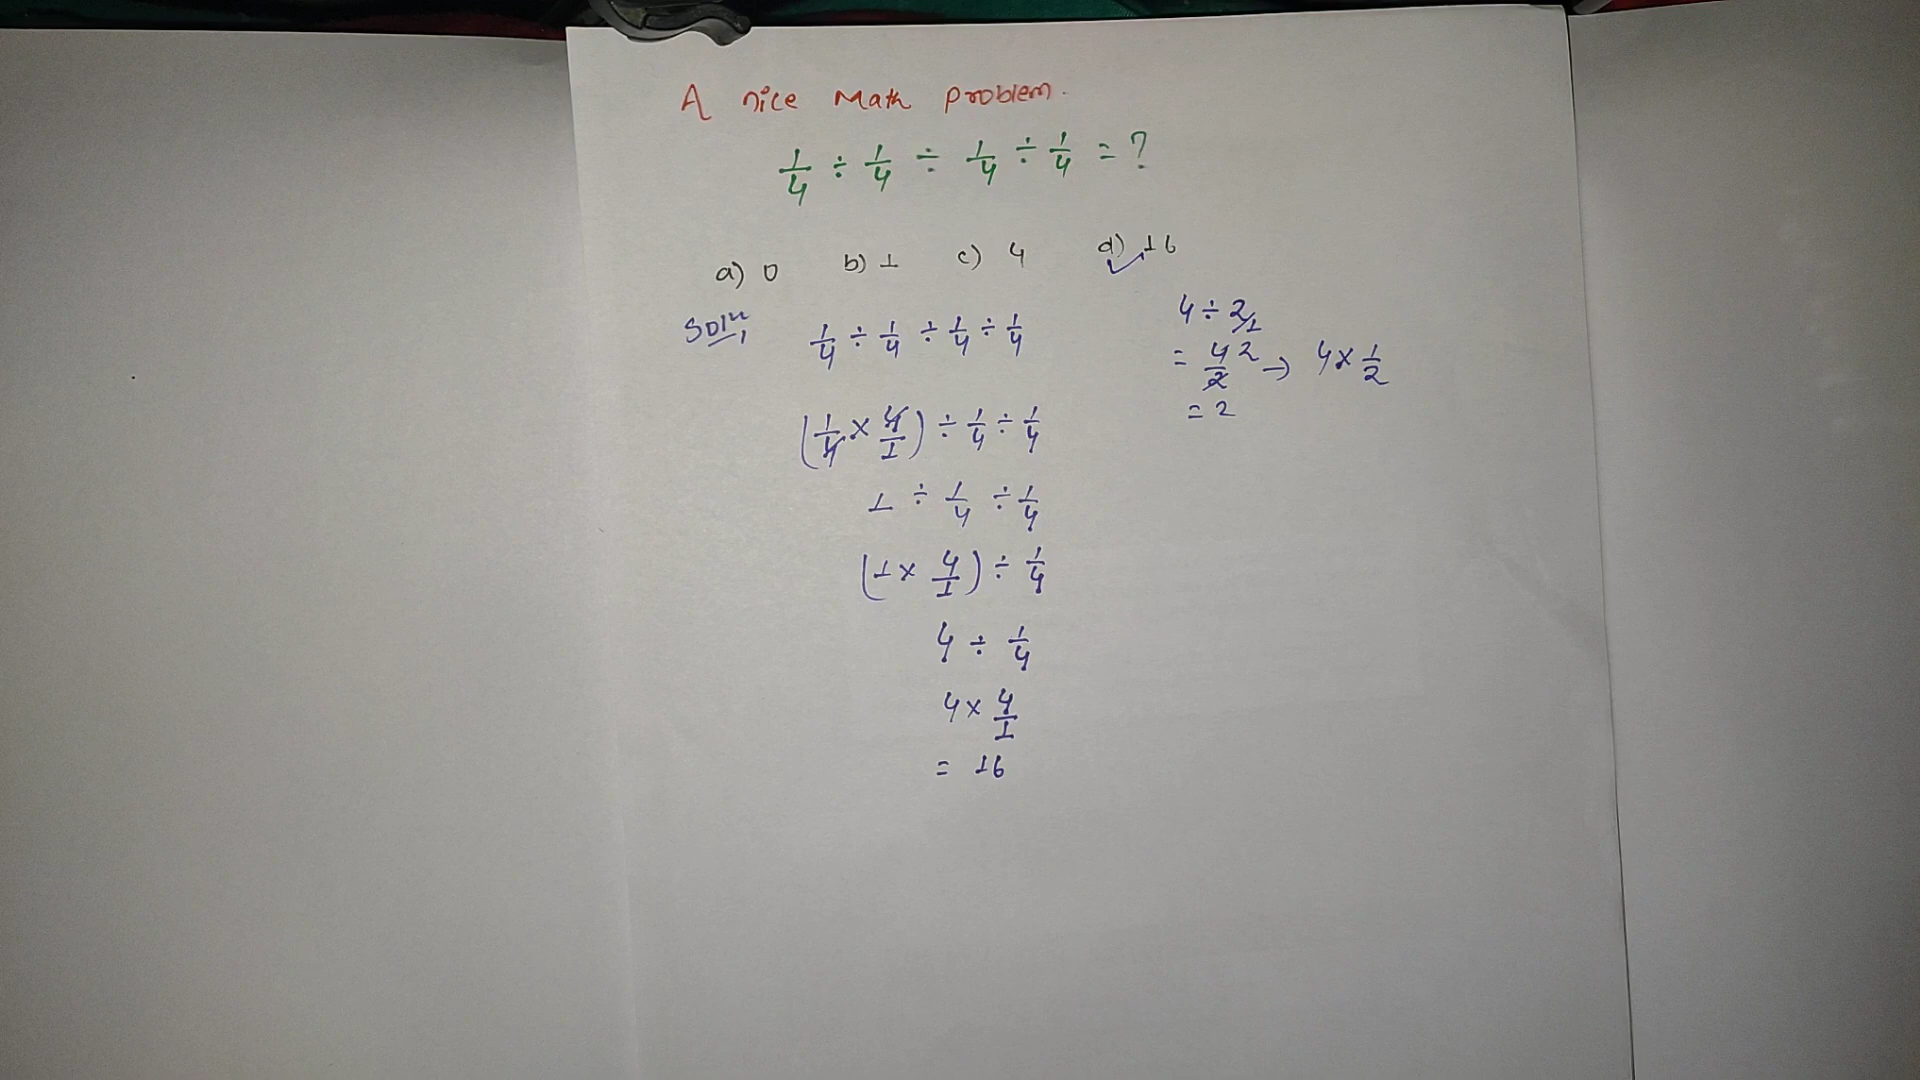 A nice Math problem.
1/4 ÷ 1/4 ÷ 1/4 ÷ 1/4 = ?
a) 0 b) 1 c) 4 d) 16
Soln,
1/4 ÷ 1/4 ÷ 1/4 ÷ 1/4
(1/4 × 4/1) ÷ 1/4 ÷ 1/4
1 ÷ 1/4 ÷ 1/4
(1 × 4/1) ÷ 1/4
4 ÷ 1/4
4 × 4/1
= 16
4 ÷ 2/1
= 4/2 2 → 4 × 1/2
= 2